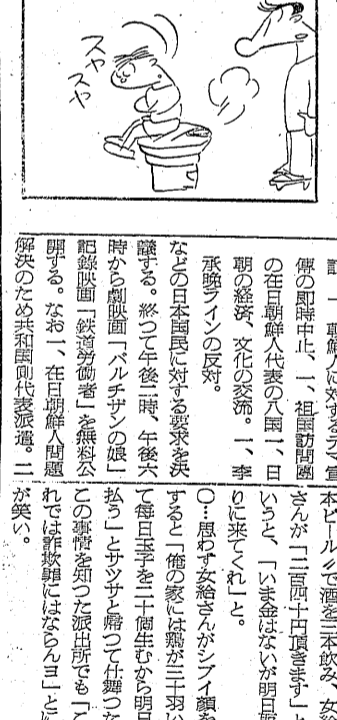 スヤ
スヤ
一、朝鮮人に対するデマ宣
傳の即時中止、一、祖国訪問團
の在日朝鮮人代表の入国一、日
朝の経済、文化の交流。一、李
承晩ラインの反対。
などの日本国民に対する要求を決
議する。終つて午後二時、午後六
時から劇映画「パルチザンの娘」
記録映画「鉄道労働者」を無料公
開する。なお一、在日朝鮮人問題
解決のため共和国側代表派遣。二
本ビール〃で酒を三本飲み、女給
さんが「二百四十円頂きます」と
いうと、「いま金はないが明日取
りに来てくれ」と。
○…思わず女給さんがシブイ顔を
すると「俺の家には鶏が三十羽い
て毎日玉子を二十個生むから明日
払う」とサツサと帰つて仕舞つた
この事情を知つた派出所でも「こ
れでは詐欺罪にはならんヨ」とに
が笑い。